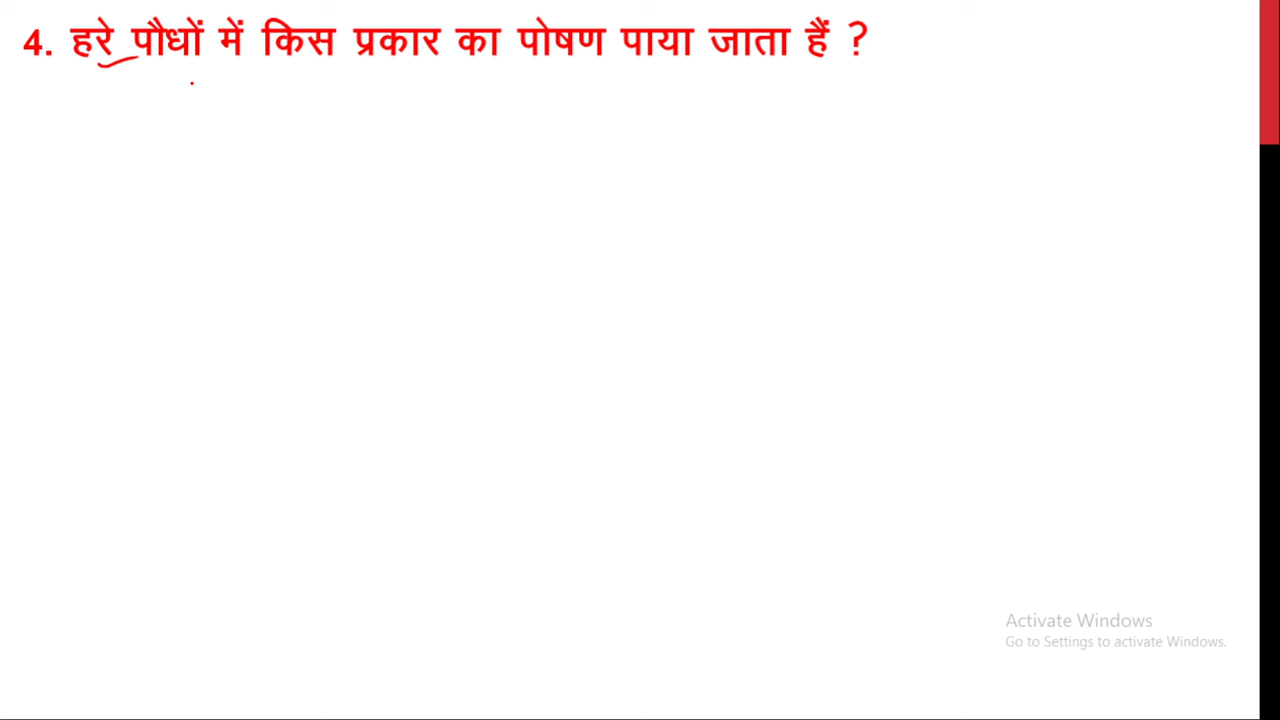 4. हरे पौधों में किस प्रकार का पोषण पाया जाता हैं ?
Activate Windows
Go to Settings to activate Windows.